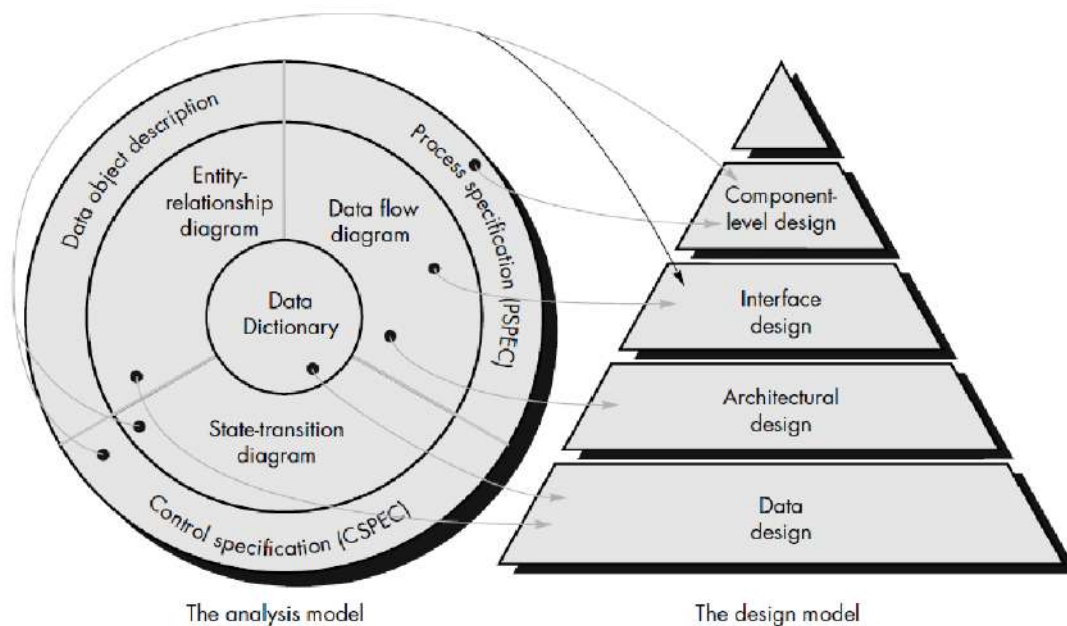 Data object description
Entity-
relationship
diagram
Data flow
diagram
Process specification (PSPEC)
Data
Dictionary
State-transition
diagram
Control specification (CSPEC)
The analysis model
Component-
level design
Interface
design
Architectural
design
Data
design
The design model